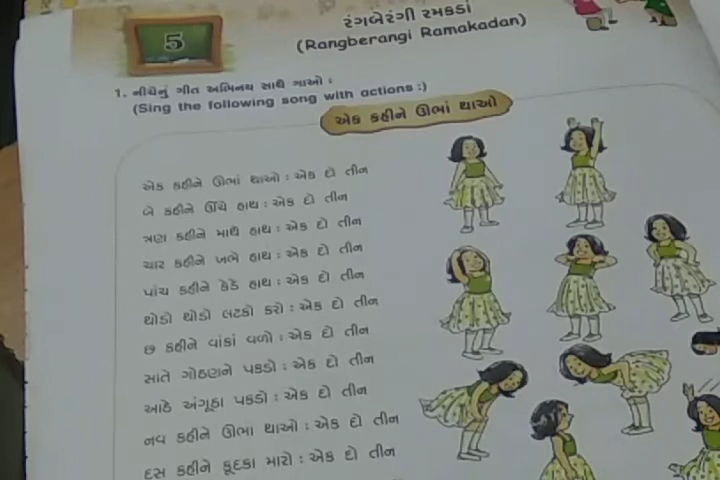 5
રંગબેરંગી રમકડાં
(Rangberangi Ramakadan)
1. નીચેનું ગીત અભિનય સાથે ગાઓ :
(Sing the following song with actions :)
એક કહીને ઊભાં થાઓ
એક કહીને ઊભાં થાઓ : એક દો તીન
બે કહીને ઊંચે હાથ : એક દો તીન
ત્રણ કહીને માથે હાથ : એક દો તીન
ચાર કહીને ખભે હાથ : એક દો તીન
પાંચ કહીને કેડે હાથ : એક દો તીન
થોડો થોડો લટકો કરો : એક દો તીન
છ કહીને વાંકાં વળો : એક દો તીન
સાતે ગોઠણને પકડો : એક દો તીન
આઠે અંગૂઠા પકડો : એક દો તીન
નવ કહીને ઊભા થાઓ : એક દો તીન
દસ કહીને કૂદકા મારો : એક દો તીન